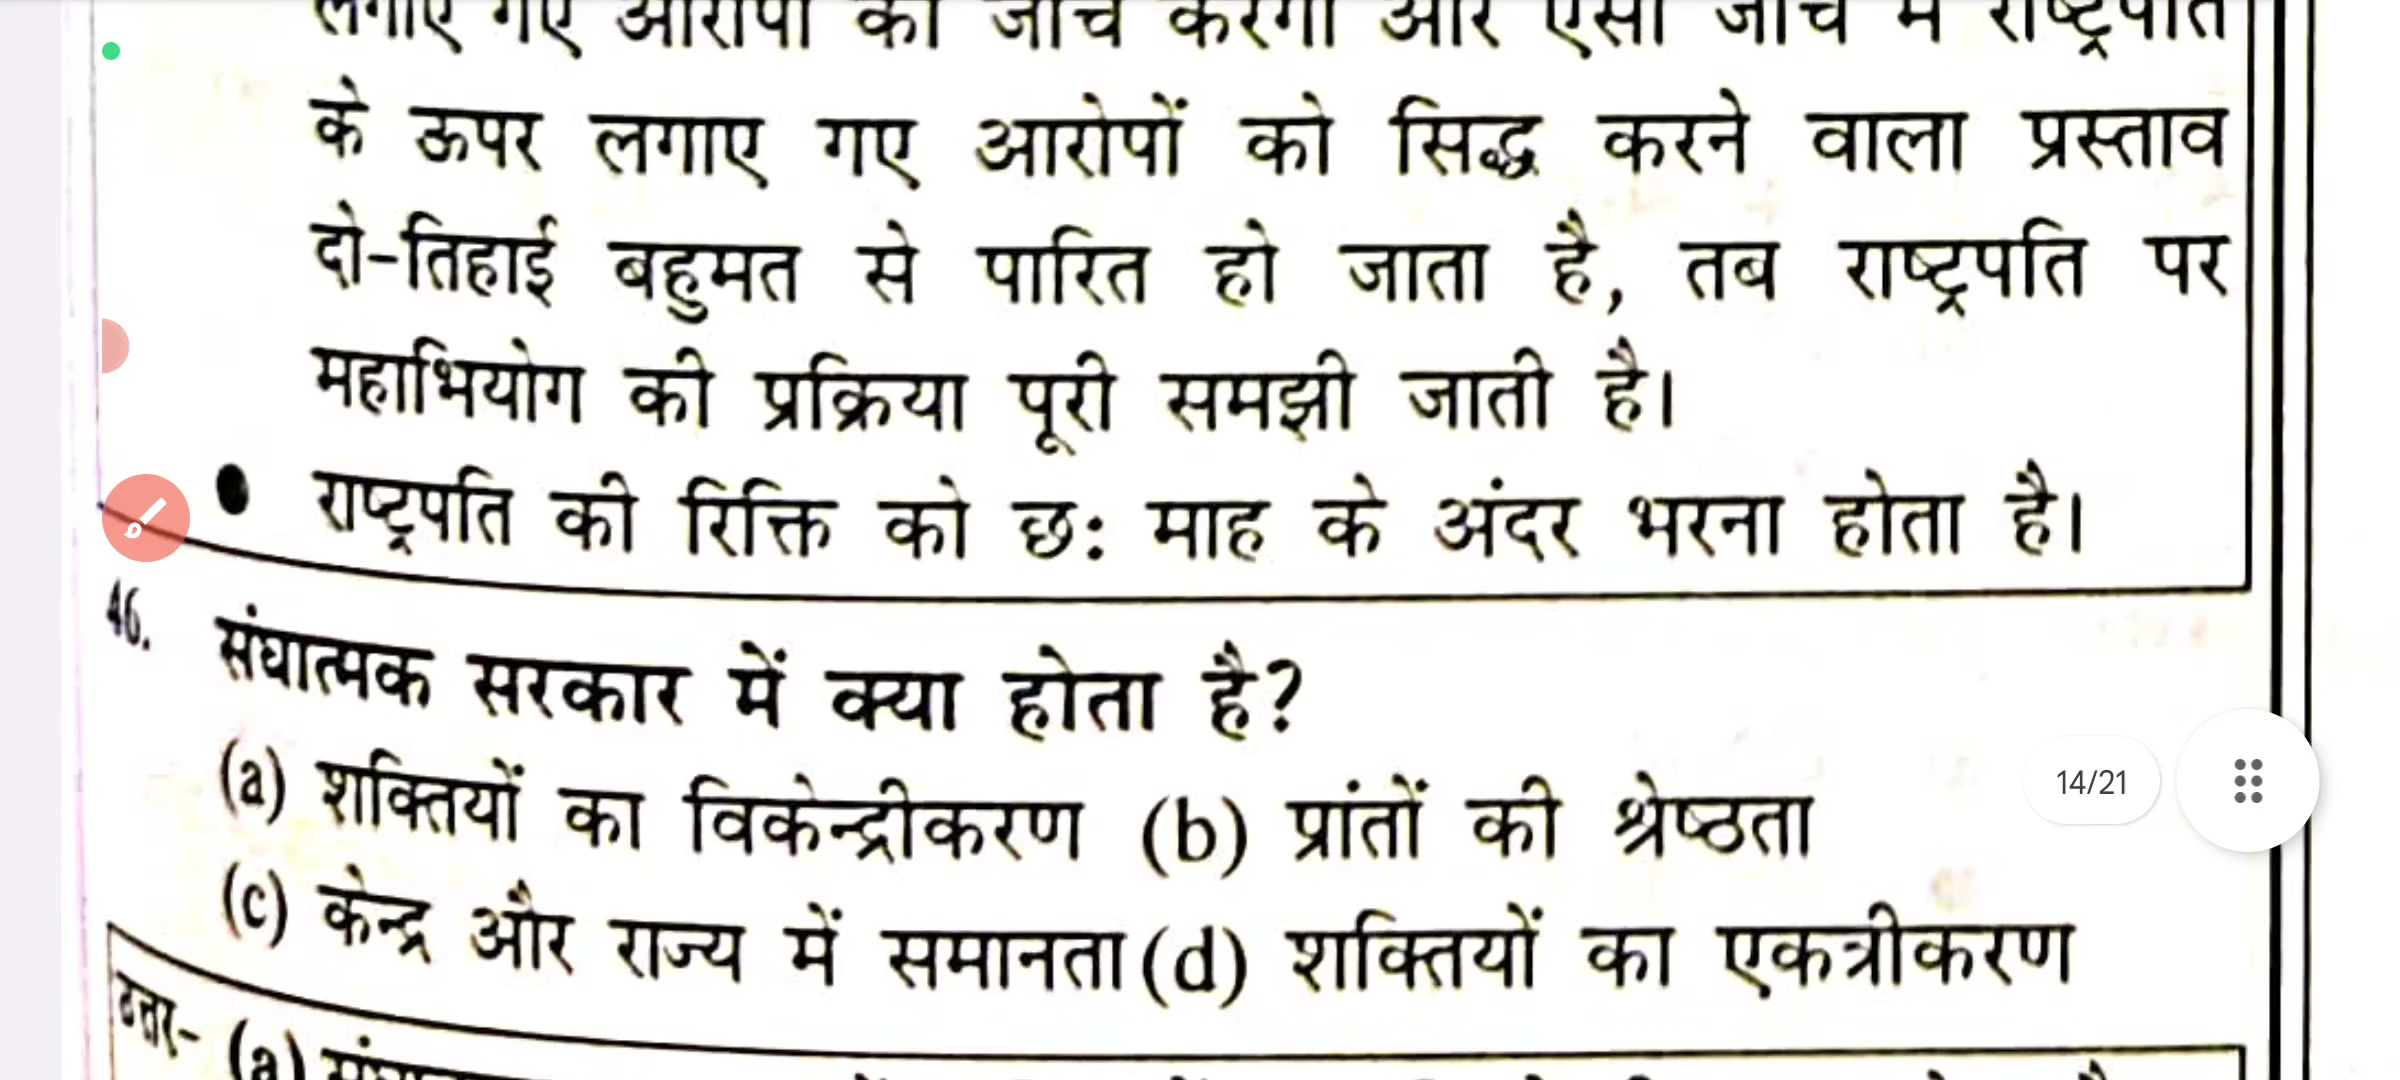 लगाए गए आरोपों की जाँच करेगा और ऐसी जाँच में राष्ट्रपति
के ऊपर लगाए गए आरोपों को सिद्ध करने वाला प्रस्ताव
दो-तिहाई बहुमत से पारित हो जाता है, तब राष्ट्रपति पर
महाभियोग की प्रक्रिया पूरी समझी जाती है।
● राष्ट्रपति की रिक्ति को छः माह के अंदर भरना होता है।
46. संघात्मक सरकार में क्या होता है?
(a) शक्तियों का विकेन्द्रीकरण (b) प्रांतों की श्रेष्ठता
14/21
(c) केन्द्र और राज्य में समानता (d) शक्तियों का एकत्रीकरण
उत्तर- (a)